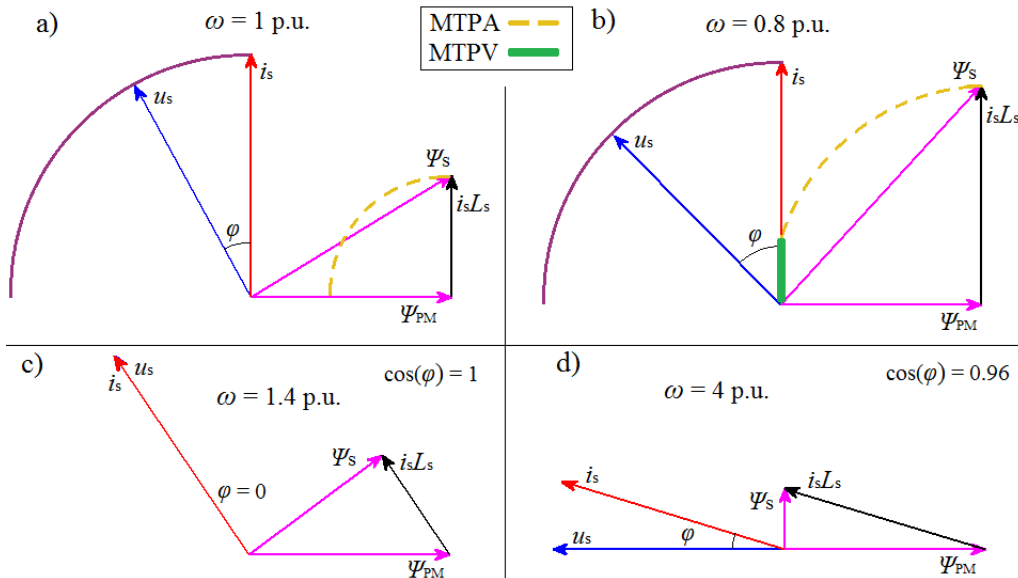 a)
ω = 1 p.u.
MTPA
MTPV
b)
ω = 0.8 p.u.
is
us
φ
ΨS
isLs
ΨPM
is
us
φ
ΨS
isLs
ΨPM
c)
us
is
ω = 1.4 p.u.
cos(φ) = 1
φ = 0
ΨS
isLs
ΨPM
d)
ω = 4 p.u.
cos(φ) = 0.96
is
us
φ
ΨS
isLs
ΨPM